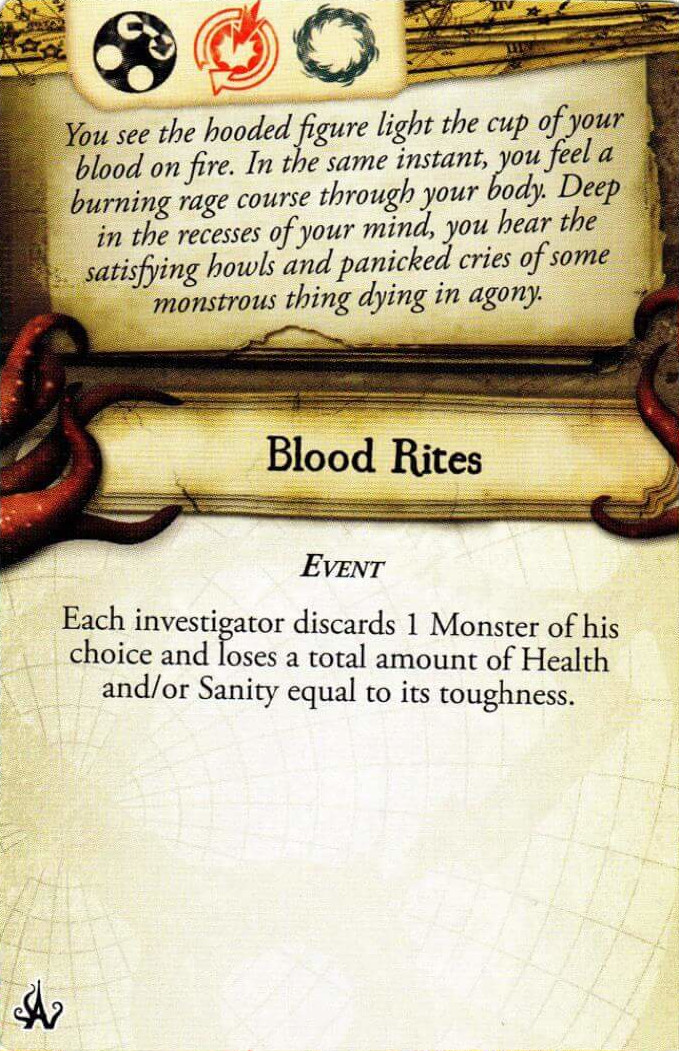 You see the hooded figure light the cup of your
blood on fire. In the same instant, you feel a
burning rage course through your body. Deep
in the recesses of your mind, you hear the
satisfying howls and panicked cries of some
monstrous thing dying in agony.
Blood Rites
EVENT
Each investigator discards 1 Monster of his
choice and loses a total amount of Health
and/or Sanity equal to its toughness.